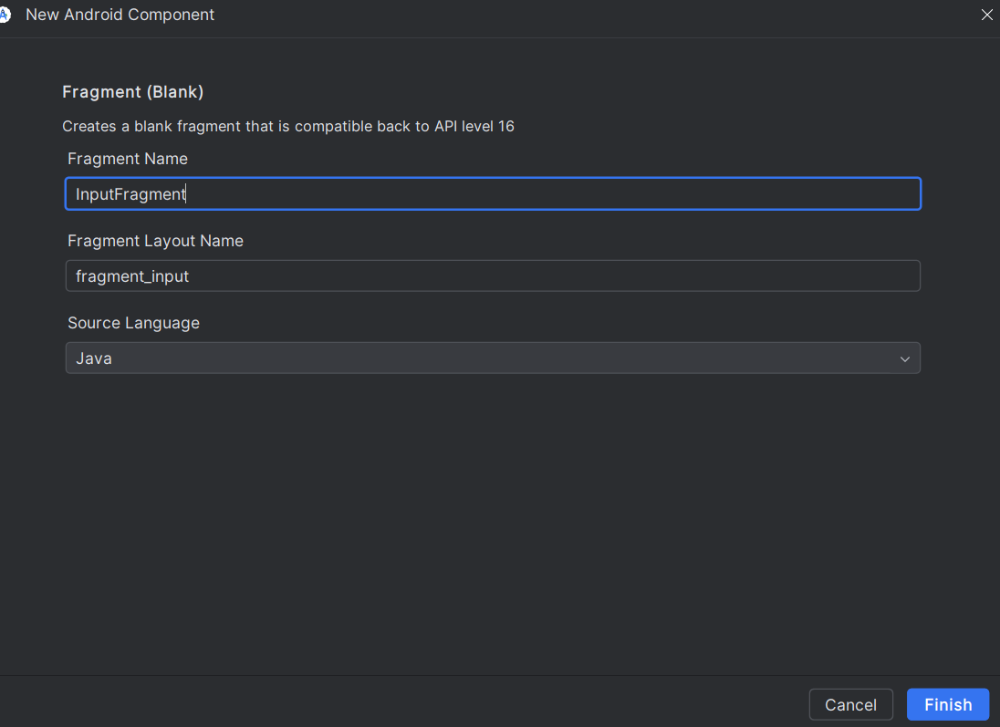 New Android Component
Fragment (Blank)
Creates a blank fragment that is compatible back to API level 16
Fragment Name
InputFragment
Fragment Layout Name
fragment_input
Source Language
Java
Cancel
Finish